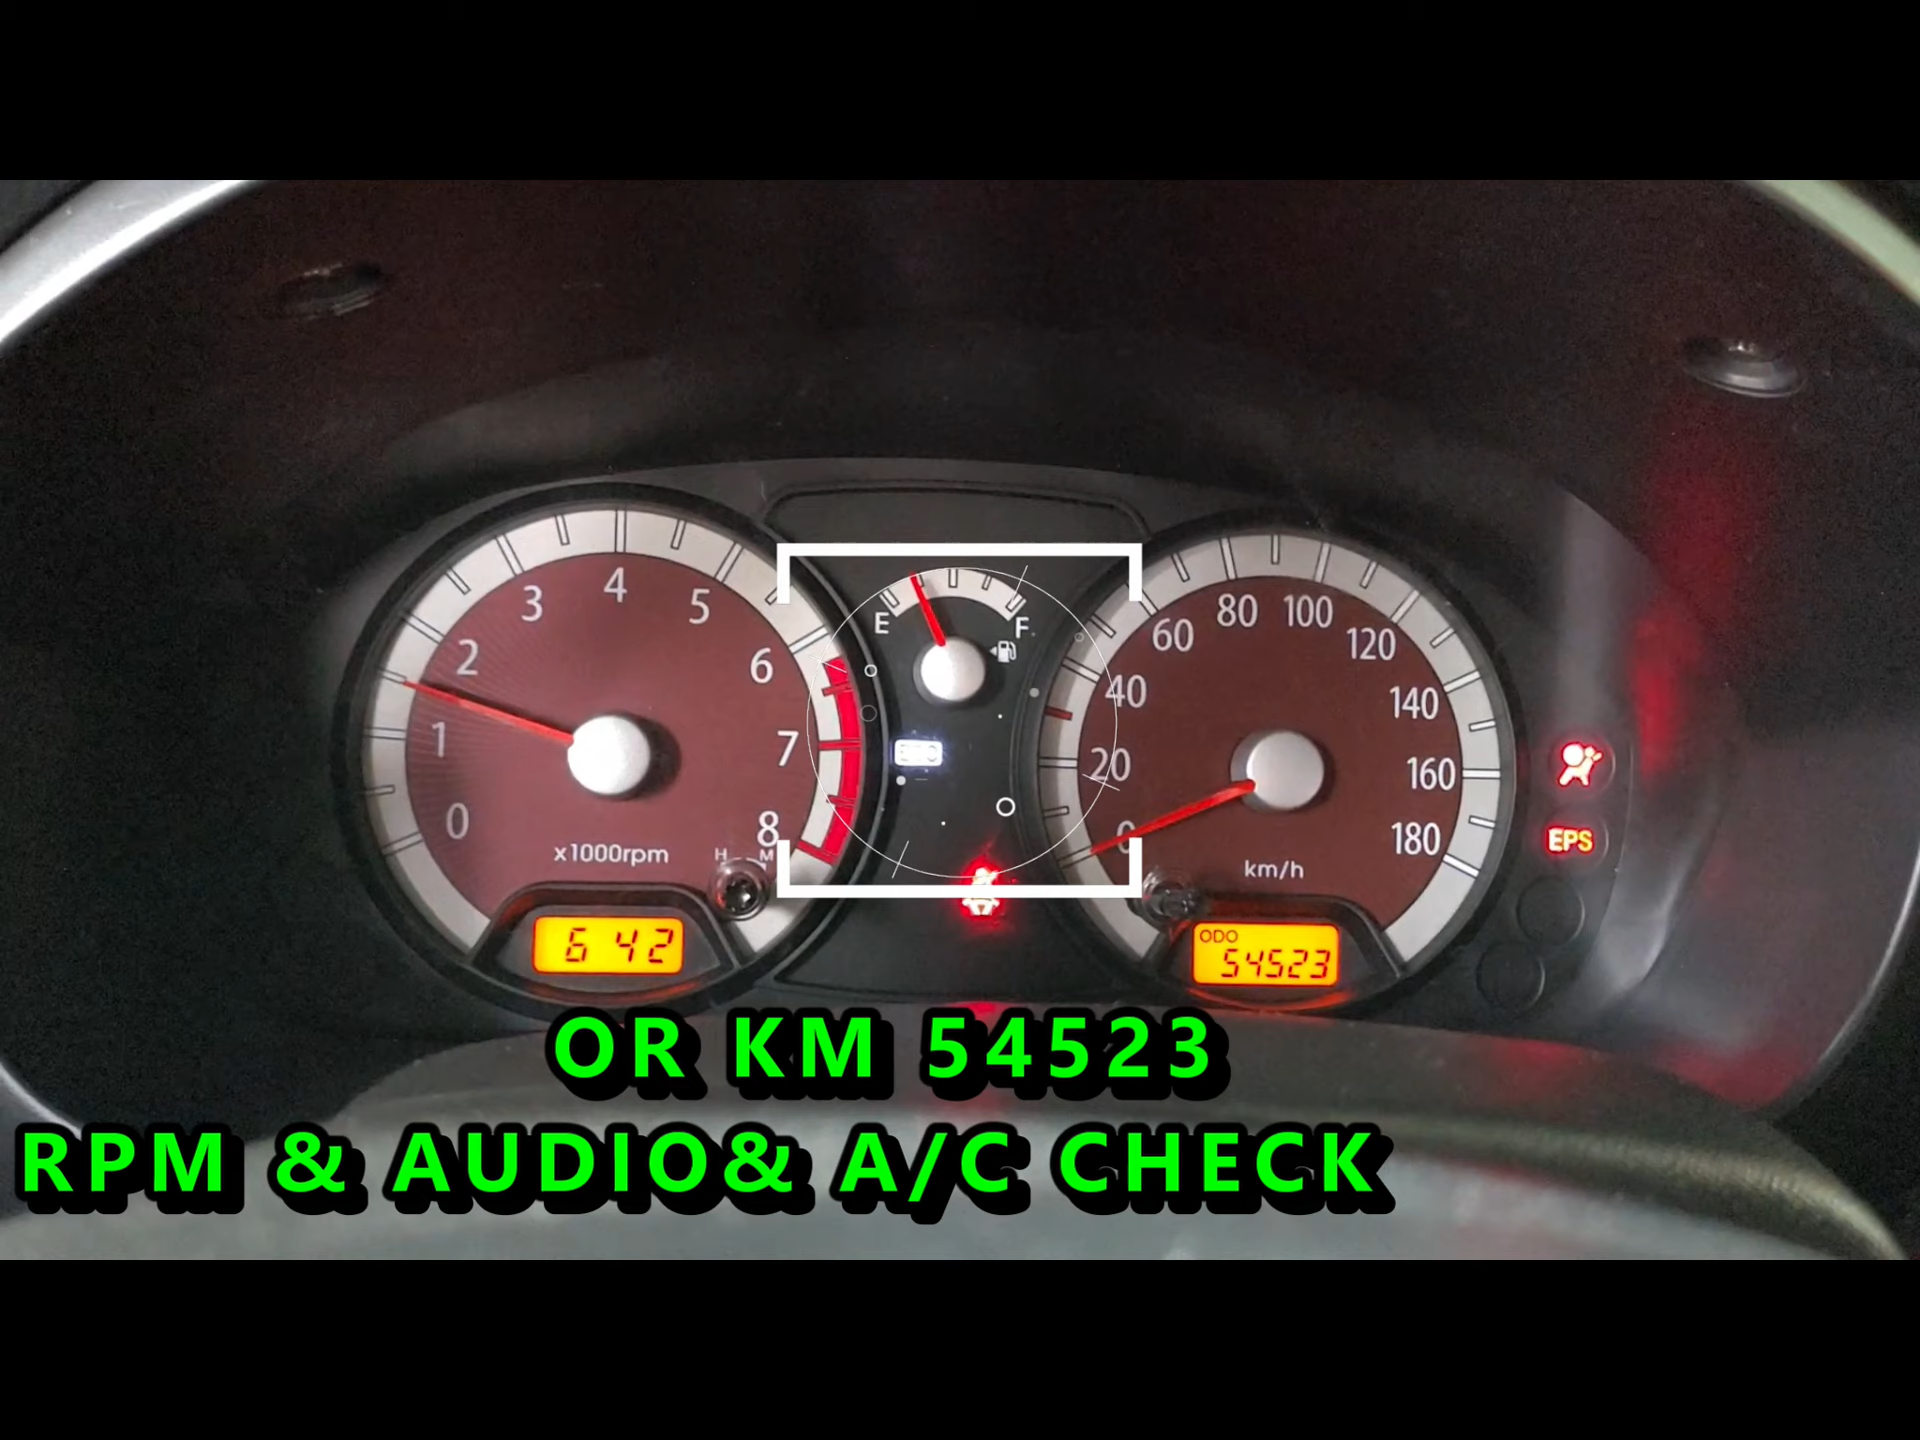 E F
0 1 2 3 4 5 6 7 8
x1000rpm
H M
6 42
0 20 40 60 80 100 120 140 160 180
km/h
EPS
ODO
54523
OR KM 54523
RPM & AUDIO& A/C CHECK